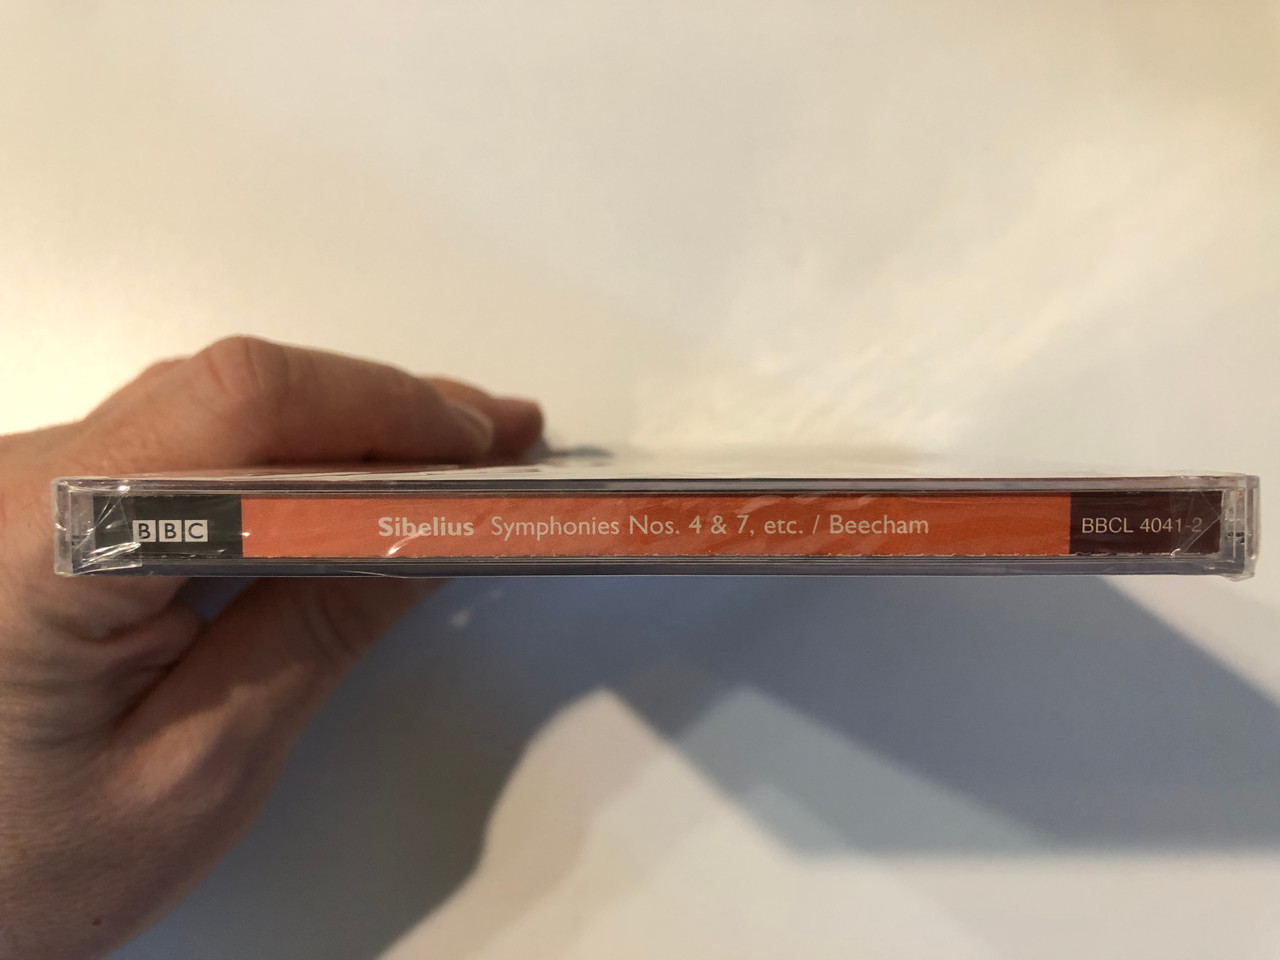 BBC Sibelius Symphonies Nos. 4 & 7, etc. / Beecham BBCL 4041-2